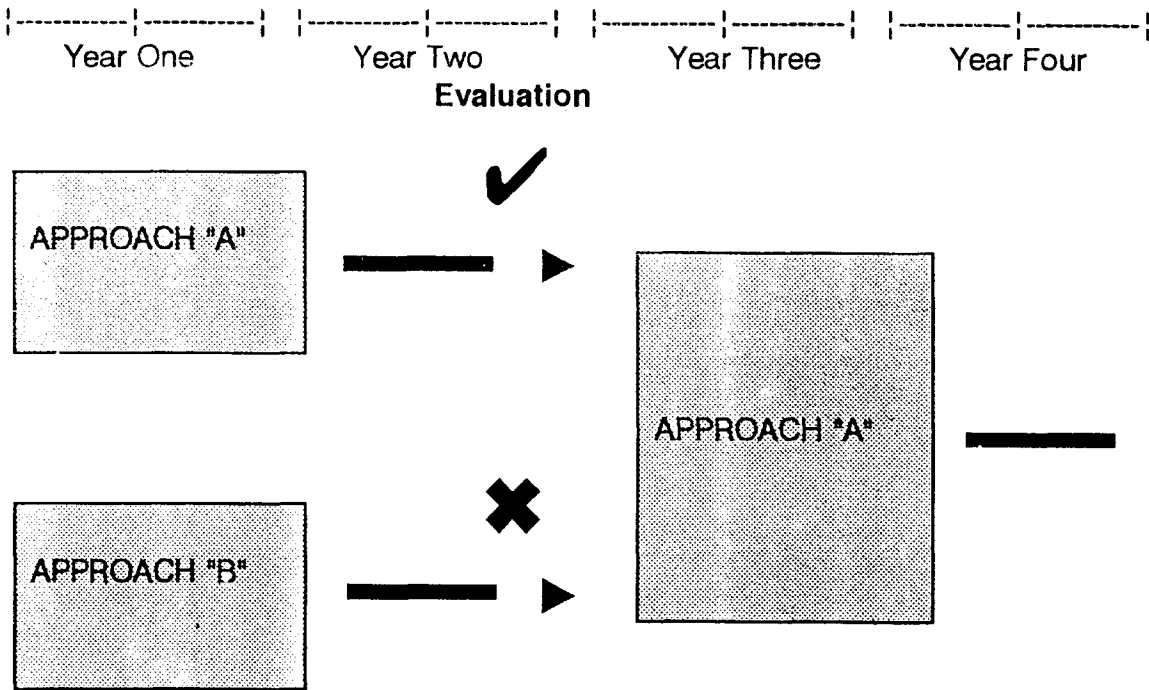 Year One Year Two Year Three Year Four
Evaluation
APPROACH "A"
APPROACH "A"
APPROACH "B"